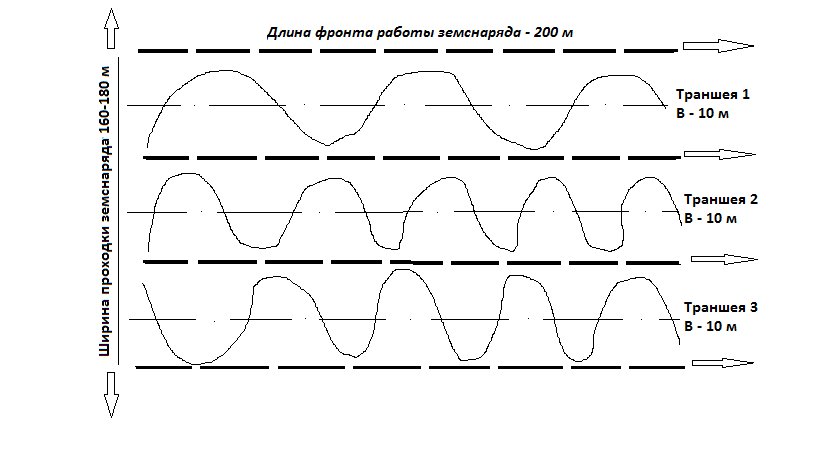 Длина фронта работы земснаряда - 200 м
Ширина проходки земснаряда 160-180 м
Траншея 1
В - 10 м
Траншея 2
В - 10 м
Траншея 3
В - 10 м